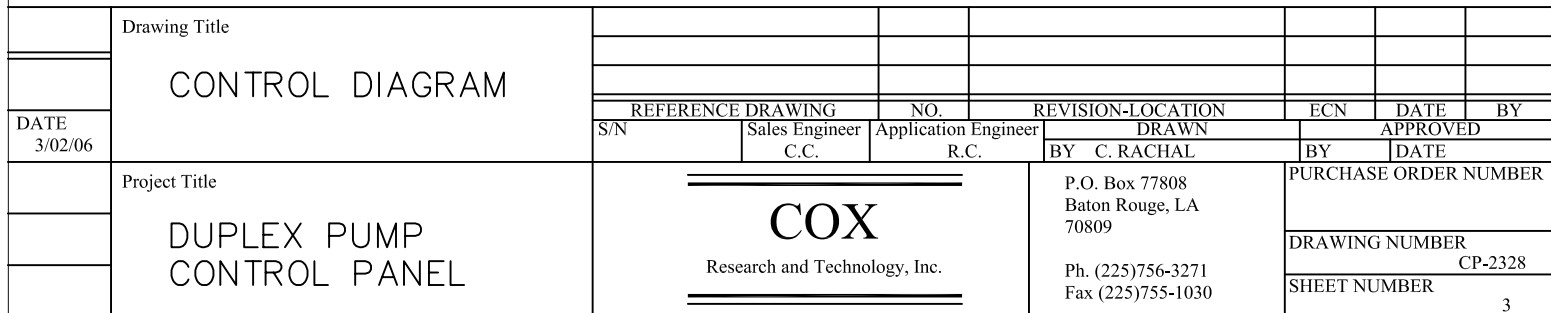 Drawing Title
CONTROL DIAGRAM
DATE
3/02/06
REFERENCE DRAWING NO. REVISION-LOCATION ECN DATE BY
S/N Sales Engineer Application Engineer DRAWN APPROVED
C.C. R.C. BY C. RACHAL BY DATE
Project Title
DUPLEX PUMP
CONTROL PANEL
COX
Research and Technology, Inc.
P.O. Box 77808
Baton Rouge, LA
70809
Ph. (225)756-3271
Fax (225)755-1030
PURCHASE ORDER NUMBER
DRAWING NUMBER
CP-2328
SHEET NUMBER
3